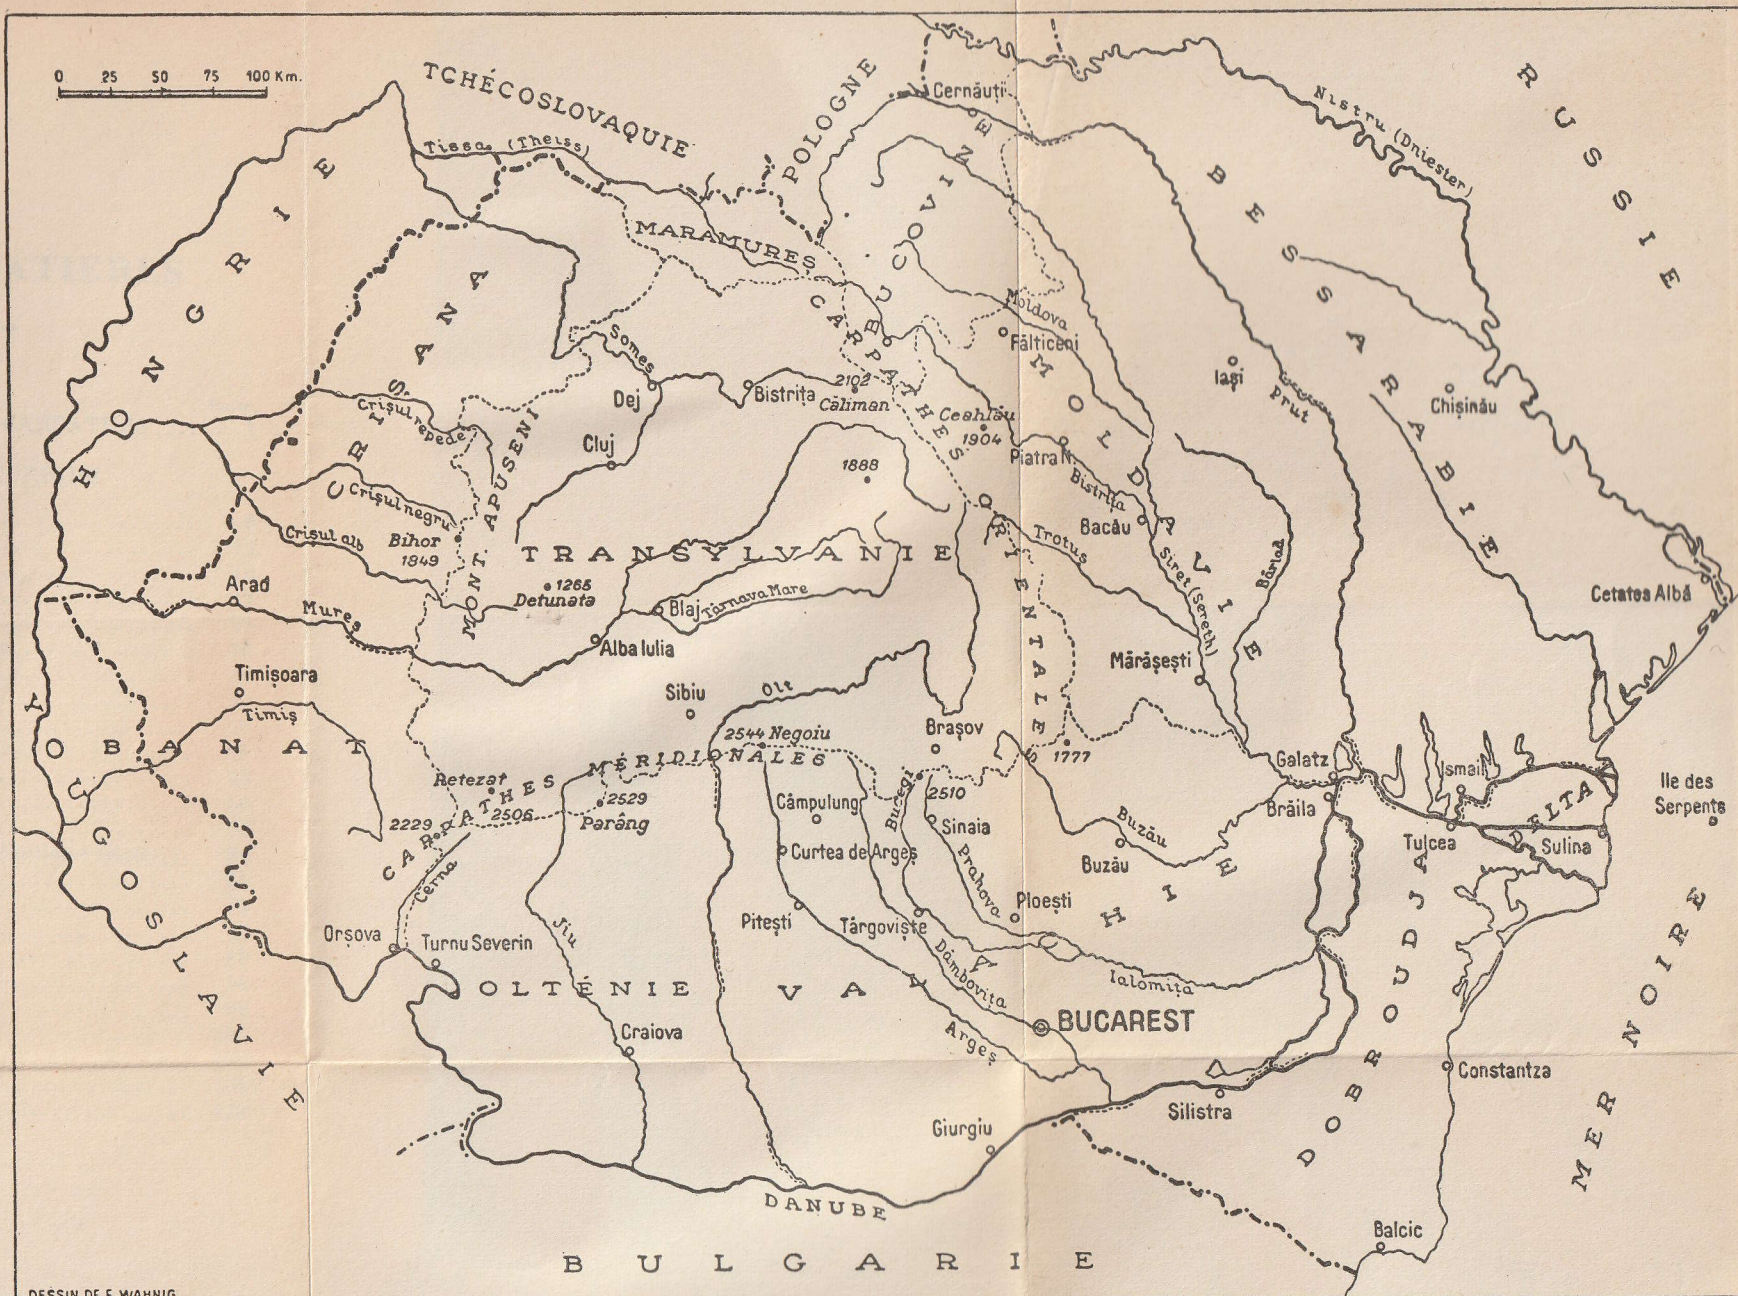 0 25 50 75 100 Km.
TCHÉCOSLOVAQUIE
POLOGNE
RUSSIE
Cernăuți
Nistru (Dniester)
Tissa (Theiss)
HONGRIE
BUCOVINE
BESSARABIE
MARAMUREȘ
CRISANA
CARPATHES ORIENTALES
Moldova
Fălticeni
MOLDAVIE
Someș
Dej
Bistrița
2102
Căliman
Iași
Prut
Chișinău
Crișul repede
Ceahlău
1904
Cluj
MONT. APUSENI
1888
Piatra N.
Bistrița
Crișul negru
Bacău
Crișul alb
Bihor
1849
TRANSYLVANIE
Trotuș
Siret (Sereth)
Bârlad
Arad
Mureș
1265
Detunata
Blaj
Târnava Mare
Cetatea Albă
Alba Iulia
Mărășești
Timișoara
Timiș
Sibiu
Olt
BANAT
2544 Negoiu
Brașov
1777
Galatz
Ismail
Ile des
Serpents
CARPATHES MÉRIDIONALES
Retezat
2506
2229
2529
Parâng
Câmpulung
Bucegi
2510
Sinaia
Brăila
DELTA
Tulcea
Sulina
Buzău
Buzău
Curtea de Argeș
Cerna
Prahova
Ploești
Pitești
Târgoviște
Orșova
Turnu Severin
Jiu
Dâmbovița
Ialomița
YOUGOSLAVIE
OLTÉNIE
VALACHIE
BUCAREST
Craiova
Argeș
DOBROUDJA
Constantza
MER NOIRE
Silistra
Giurgiu
DANUBE
Balcic
BULGARIE
DESSIN DE F. WAHNIG